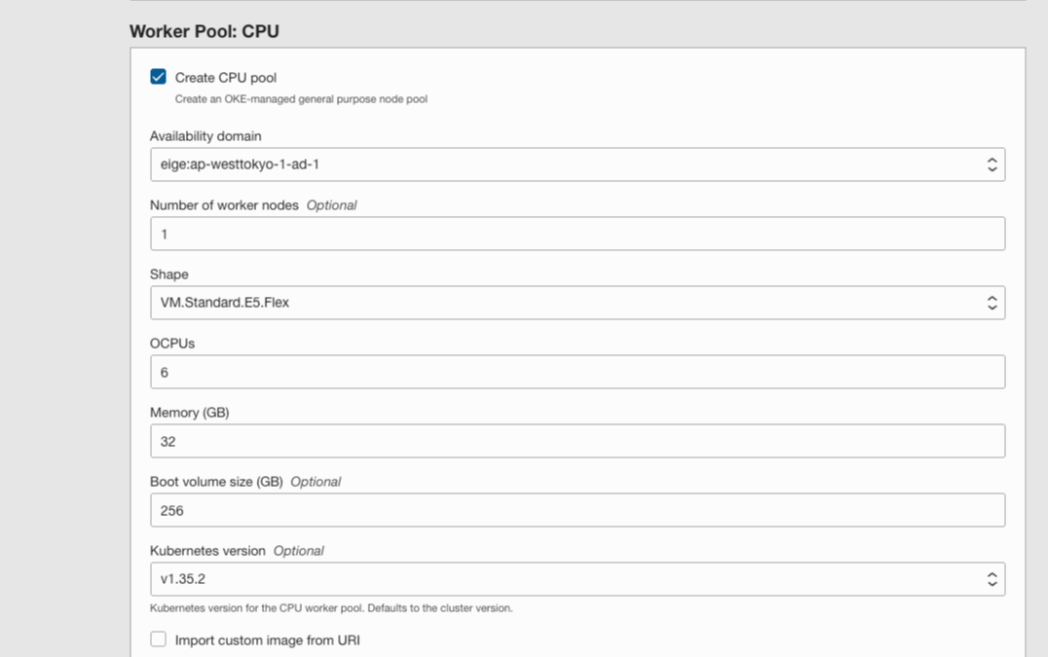 Worker Pool: CPU
Create CPU pool
Create an OKE-managed general purpose node pool
Availability domain
eige:ap-westtokyo-1-ad-1
Number of worker nodes Optional
1
Shape
VM.Standard.E5.Flex
OCPUs
6
Memory (GB)
32
Boot volume size (GB) Optional
256
Kubernetes version Optional
v1.35.2
Kubernetes version for the CPU worker pool. Defaults to the cluster version.
Import custom image from URI